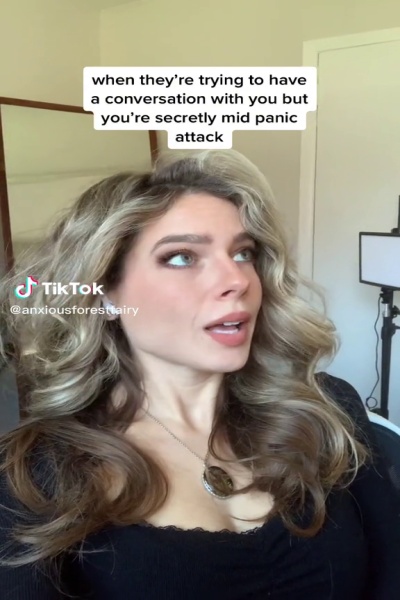 when they're trying to have
a conversation with you but
you're secretly mid panic
attack
TikTok
@anxiousforestfairy